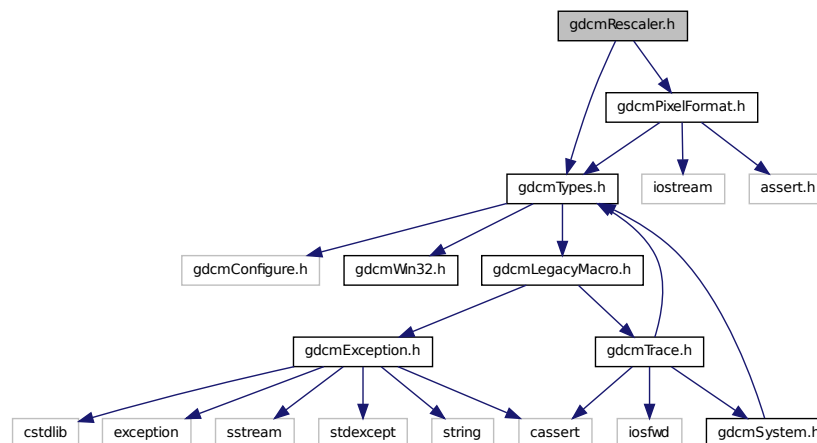 gdcmRescaler.h
gdcmPixelFormat.h
gdcmTypes.h
iostream
assert.h
gdcmConfigure.h
gdcmWin32.h
gdcmLegacyMacro.h
gdcmException.h
gdcmTrace.h
cstdlib
exception
sstream
stdexcept
string
cassert
iosfwd
gdcmSystem.h